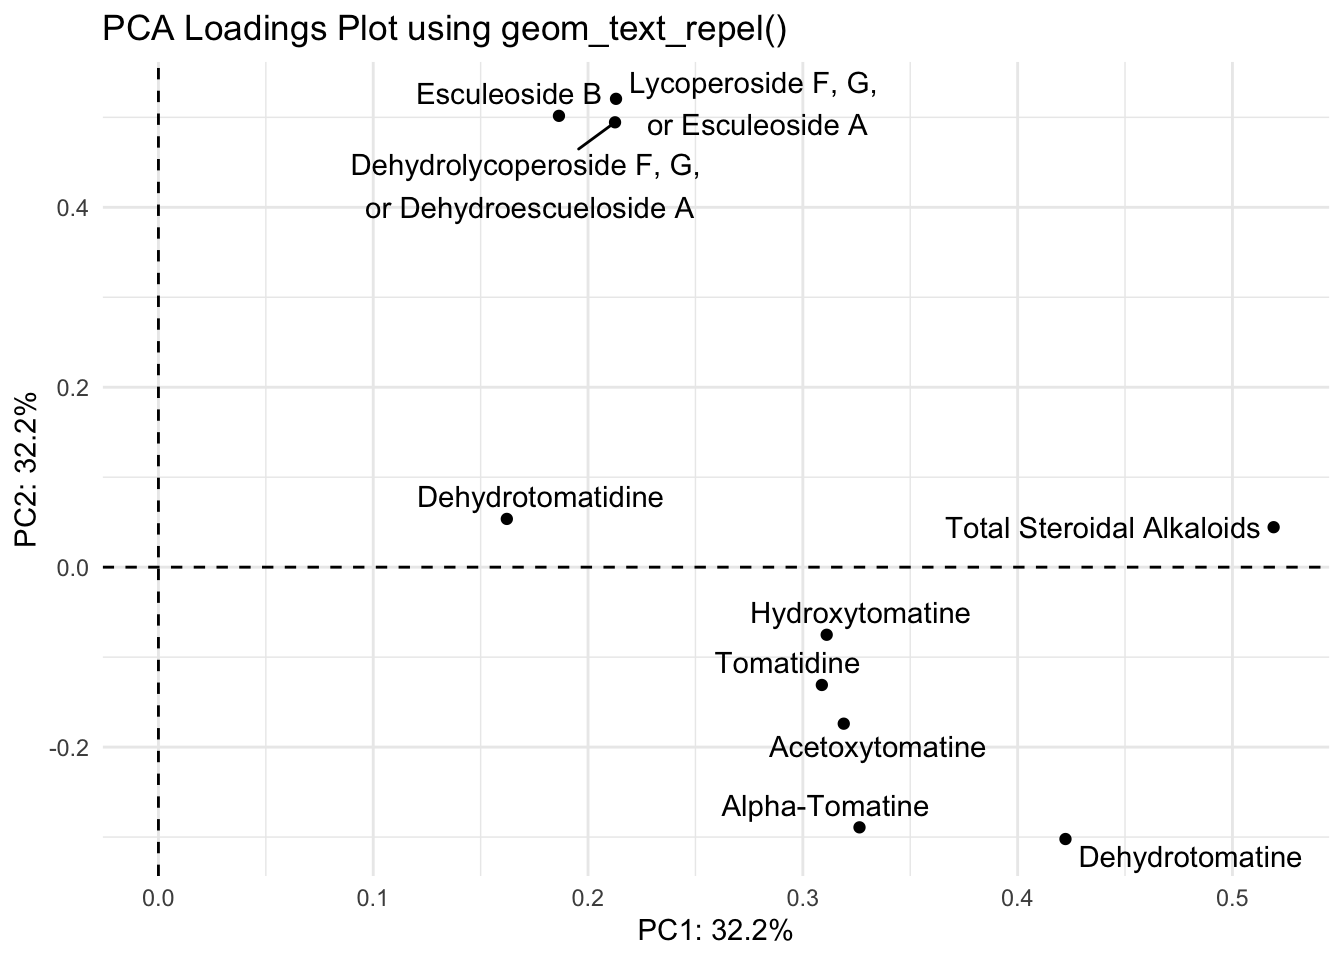 PCA Loadings Plot using geom_text_repel()
Esculeoside B
Lycoperoside F, G,
or Esculeoside A
Dehydrolycoperoside F, G,
or Dehydroescueloside A
Dehydrotomatidine
Total Steroidal Alkaloids
Hydroxytomatine
Tomatidine
Acetoxytomatine
Alpha-Tomatine
Dehydrotomatine
0.4
0.2
0.0
-0.2
PC2: 32.2%
0.0 0.1 0.2 0.3 0.4 0.5
PC1: 32.2%